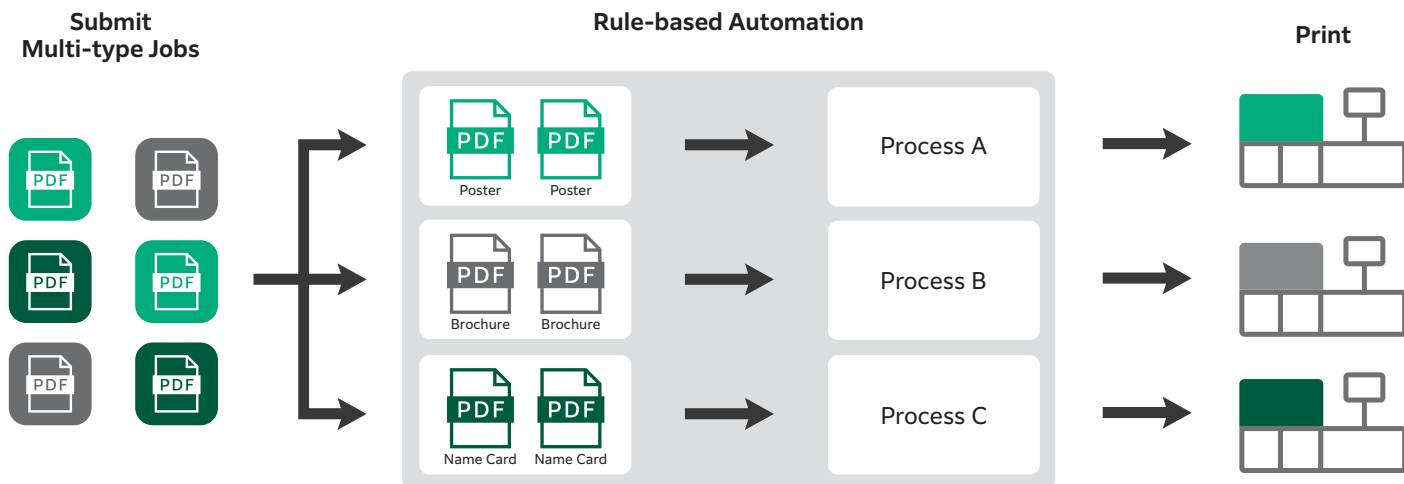 Submit
Multi-type Jobs
Rule-based Automation
Print
PDF PDF
PDF PDF
PDF PDF
PDF PDF
Poster Poster
Process A
PDF PDF
Brochure Brochure
Process B
PDF PDF
Name Card Name Card
Process C